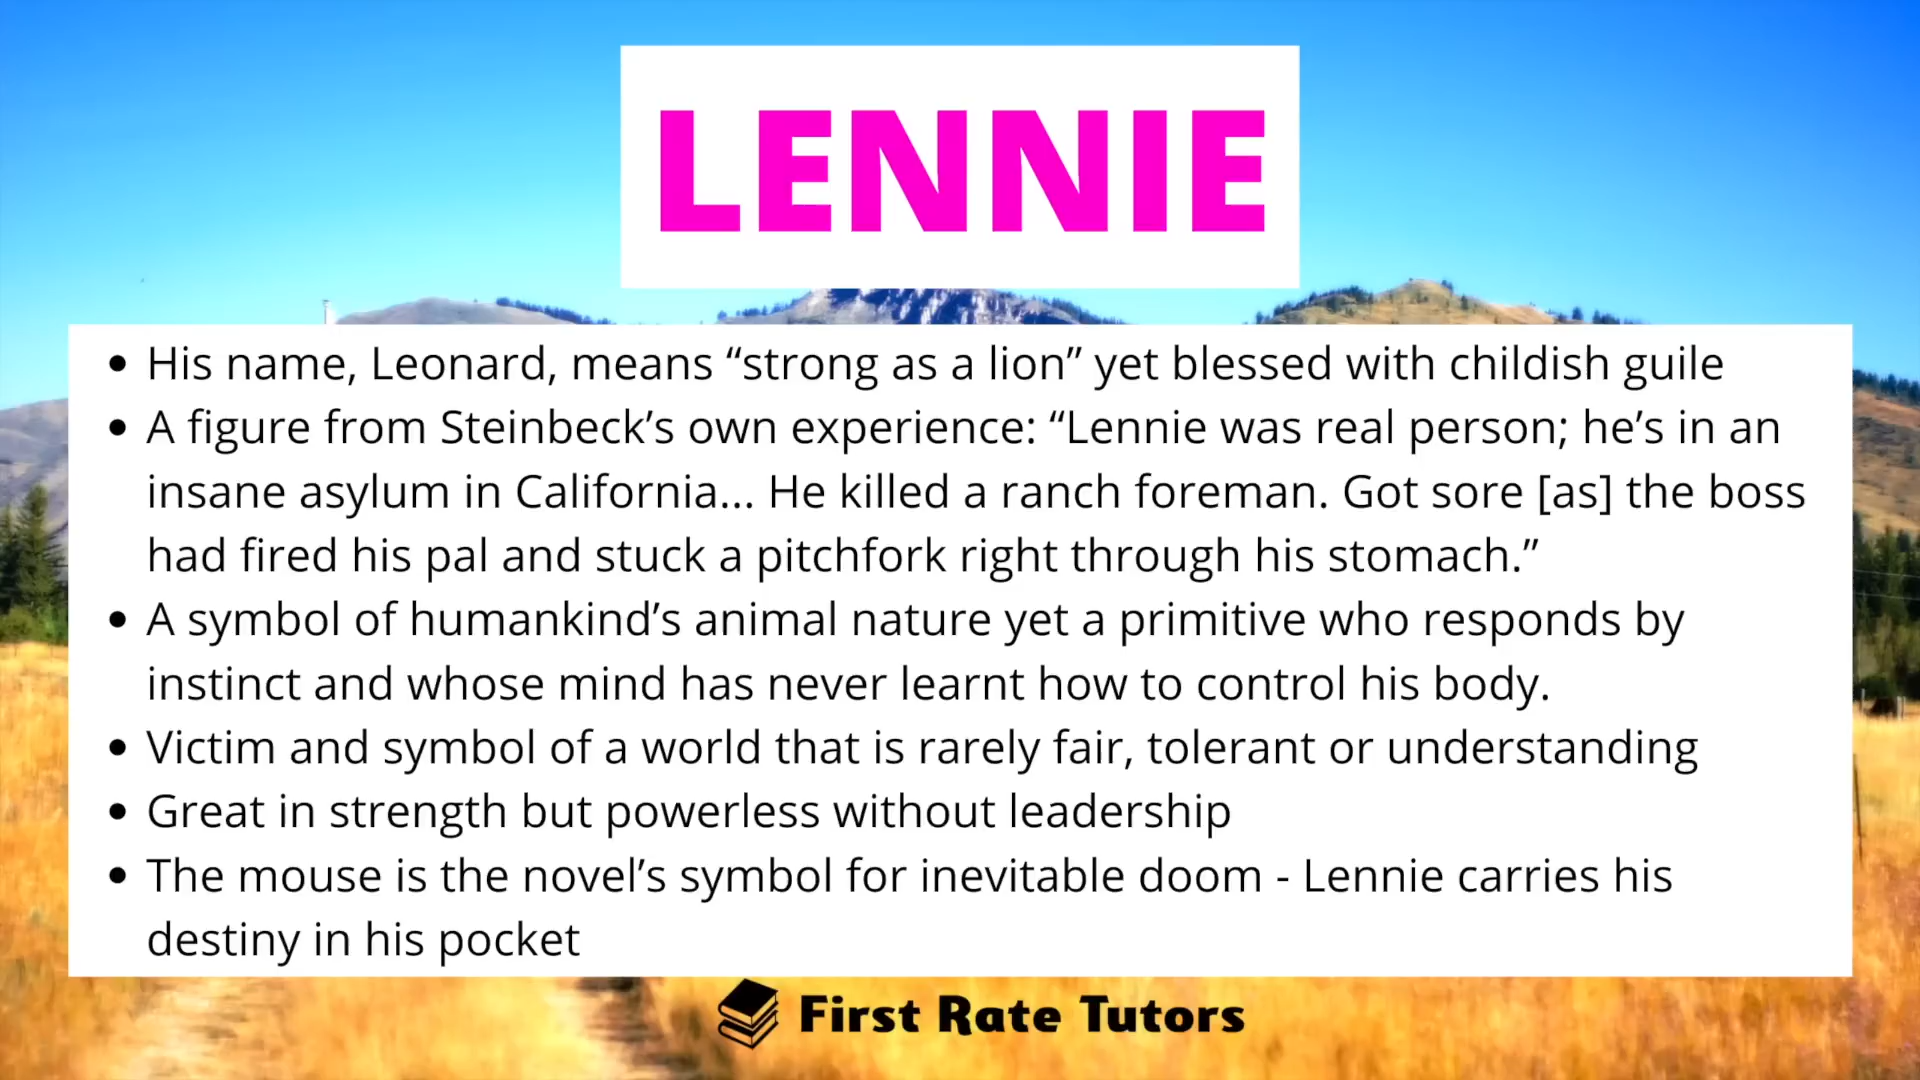 LENNIE
• His name, Leonard, means “strong as a lion” yet blessed with childish guile
• A figure from Steinbeck’s own experience: “Lennie was real person; he’s in an
insane asylum in California... He killed a ranch foreman. Got sore [as] the boss
had fired his pal and stuck a pitchfork right through his stomach.”
• A symbol of humankind’s animal nature yet a primitive who responds by
instinct and whose mind has never learnt how to control his body.
• Victim and symbol of a world that is rarely fair, tolerant or understanding
• Great in strength but powerless without leadership
• The mouse is the novel’s symbol for inevitable doom - Lennie carries his
destiny in his pocket
First Rate Tutors